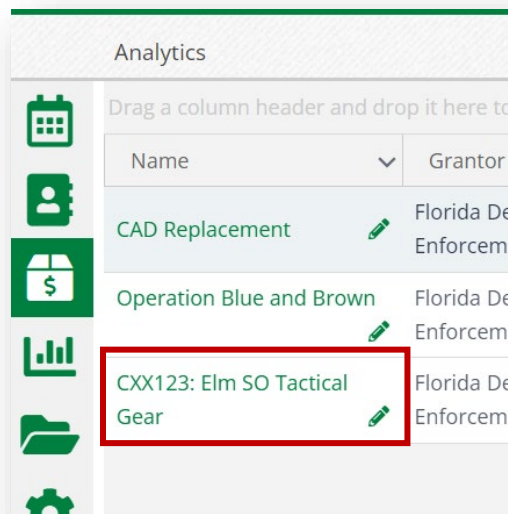 Analytics
Drag a column header and drop it here to
Name
Grantor
CAD Replacement
Florida De
Enforcem
Operation Blue and Brown
Florida De
Enforcem
CXX123: Elm SO Tactical
Gear
Florida De
Enforcem
$